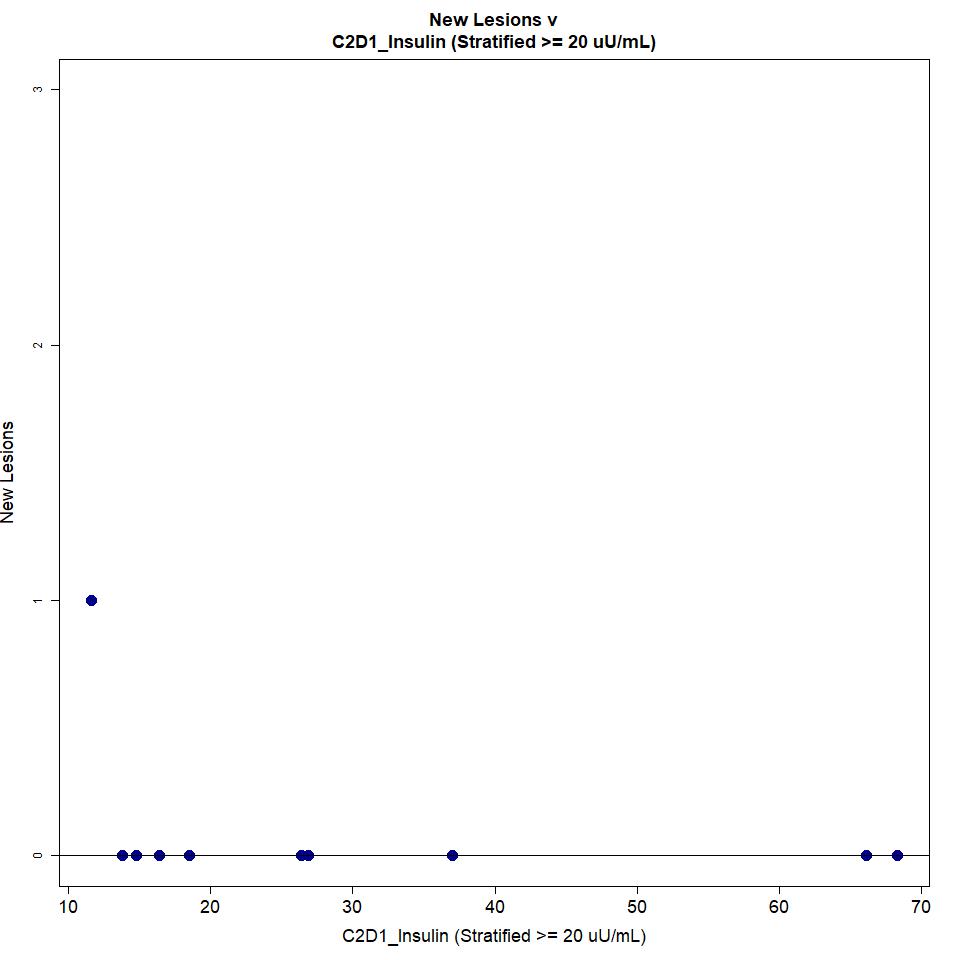 New Lesions v
C2D1_Insulin (Stratified >= 20 uU/mL)
3
2
1
0
New Lesions
10 20 30 40 50 60 70
C2D1_Insulin (Stratified >= 20 uU/mL)